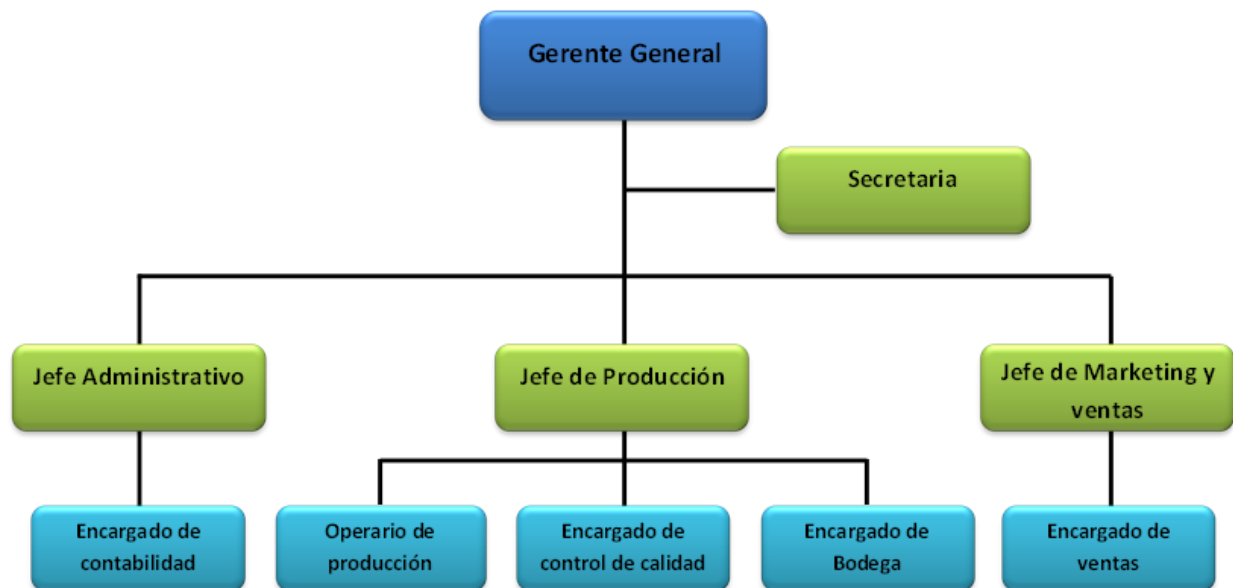 Gerente General
Secretaria
Jefe Administrativo
Jefe de Producción
Jefe de Marketing y
ventas
Encargado de
contabilidad
Operario de
producción
Encargado de
control de calidad
Encargado de
Bodega
Encargado de
ventas